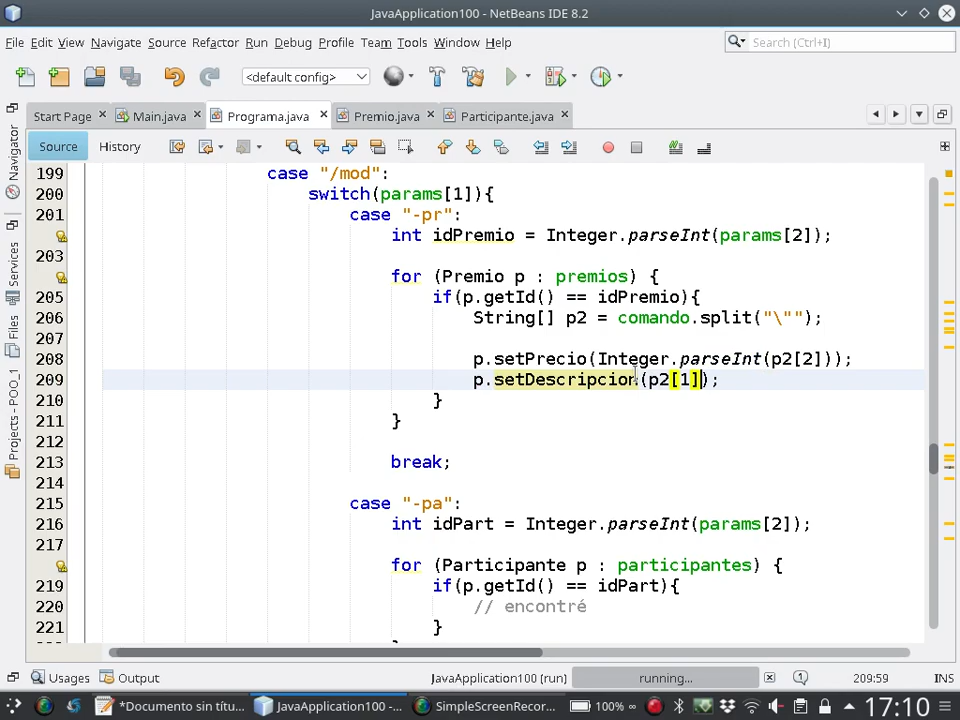 JavaApplication100 - NetBeans IDE 8.2
File Edit View Navigate Source Refactor Run Debug Profile Team Tools Window Help
Search (Ctrl+I)
<default config>
Start Page Main.java Programa.java Premio.java Participante.java
Source History
Navigator
Services
Files
Projects - POO_1
199 case "/mod":
200 switch(params[1]){
201 case "-pr":
int idPremio = Integer.parseInt(params[2]);
203
for (Premio p : premios) {
205 if(p.getId() == idPremio){
206 String[] p2 = comando.split("\"");
207
208 p.setPrecio(Integer.parseInt(p2[2]));
209 p.setDescripcion(p2[1]);
210 }
211 }
212
213 break;
214
215 case "-pa":
216 int idPart = Integer.parseInt(params[2]);
217
for (Participante p : participantes) {
219 if(p.getId() == idPart){
220 // encontré
221 }
Usages Output JavaApplication100 (run) running... 209:59 INS
*Documento sin títu... JavaApplication100 -... SimpleScreenRecor... 100% 17:10